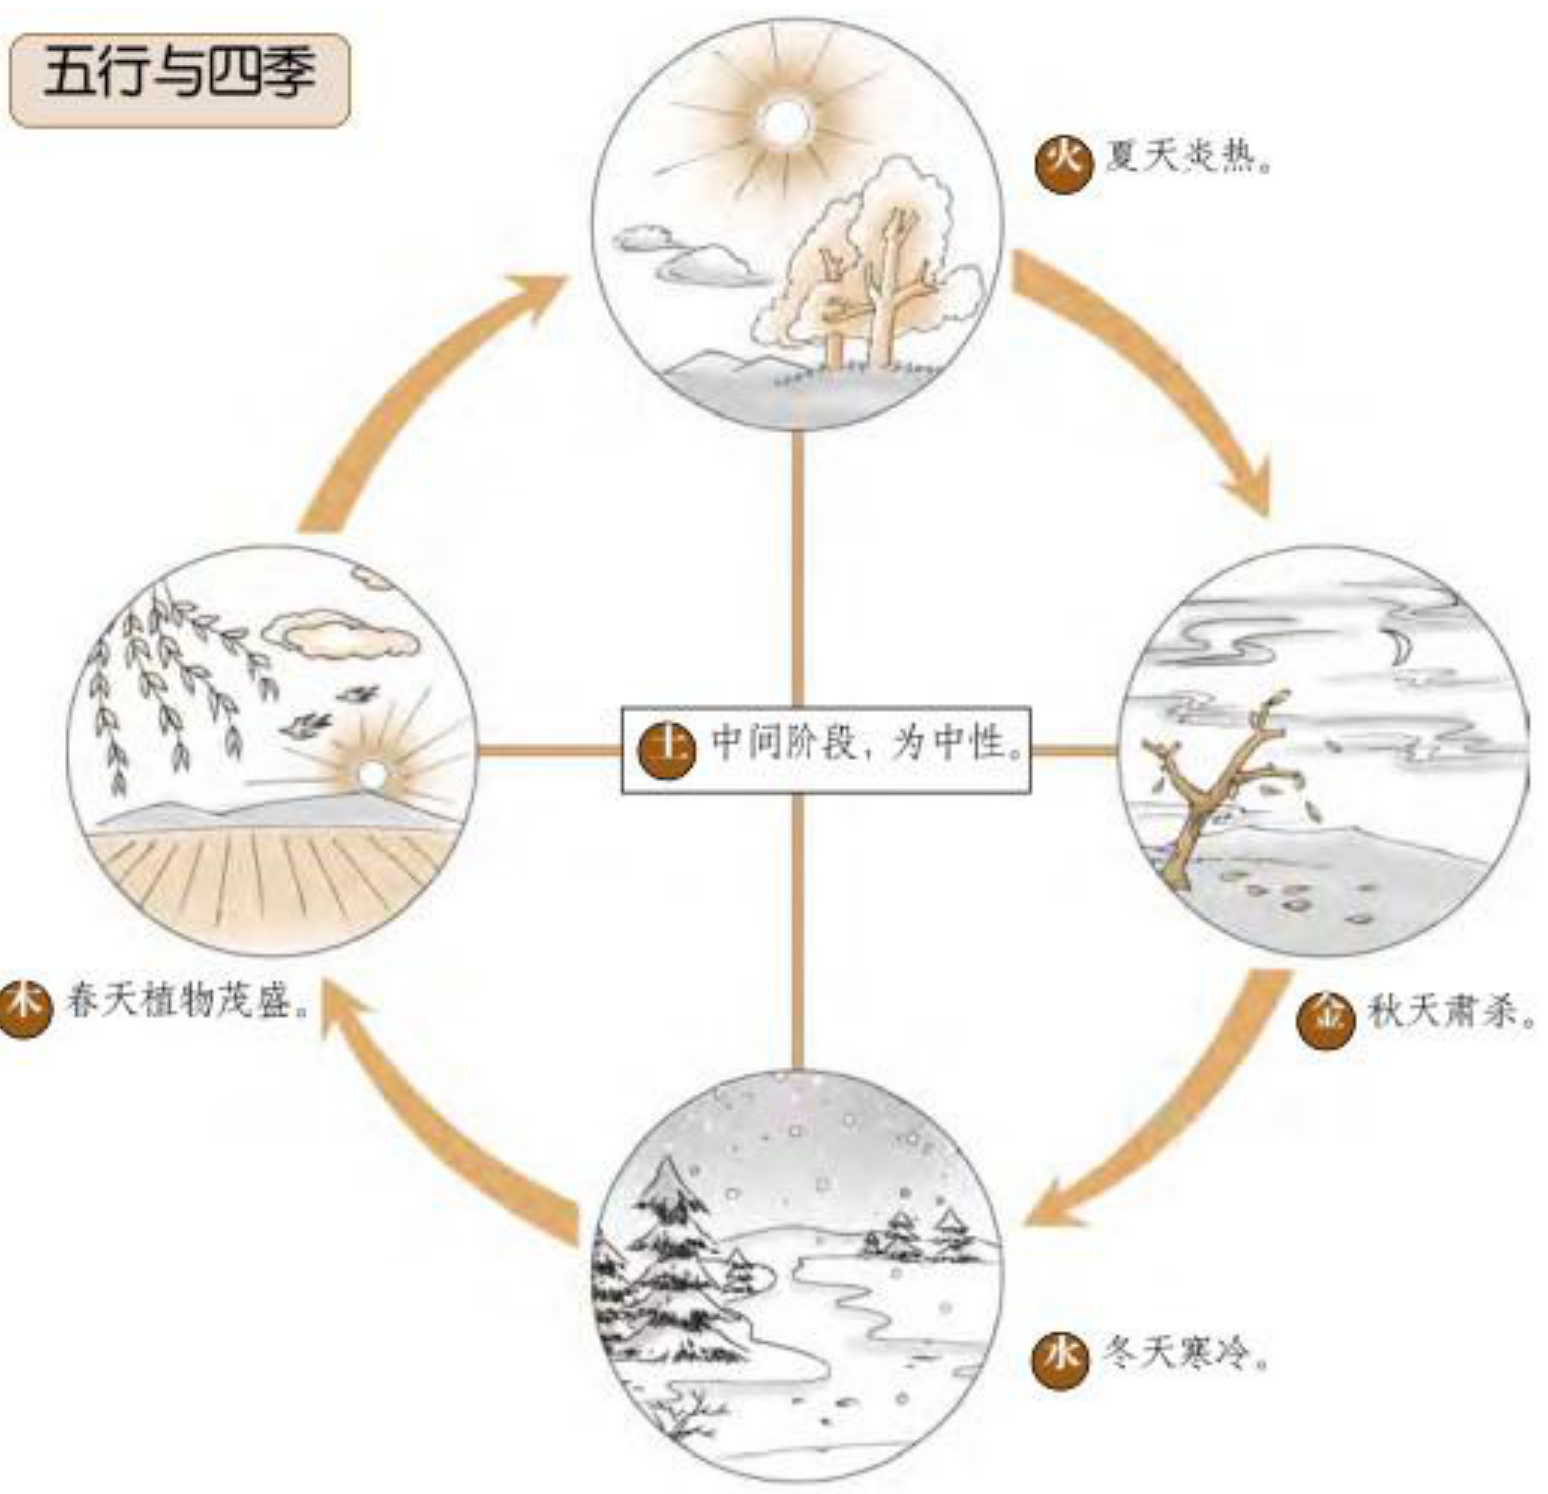 五行与四季
火 夏天炎热。
土 中间阶段，为中性。
木 春天植物茂盛。
金 秋天肃杀。
水 冬天寒冷。